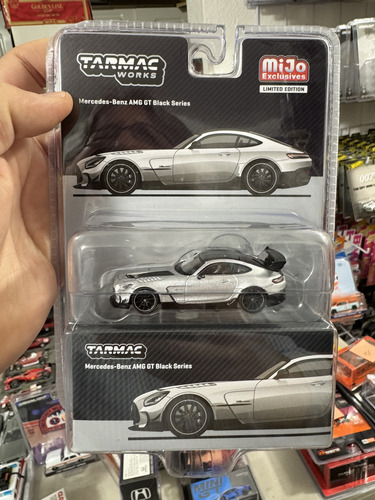 TARMAC
WORKS
Mercedes-Benz AMG GT Black Series
MiJo
Exclusives
LIMITED EDITION
TARMAC
WORKS
Mercedes-Benz AMG GT Black Series